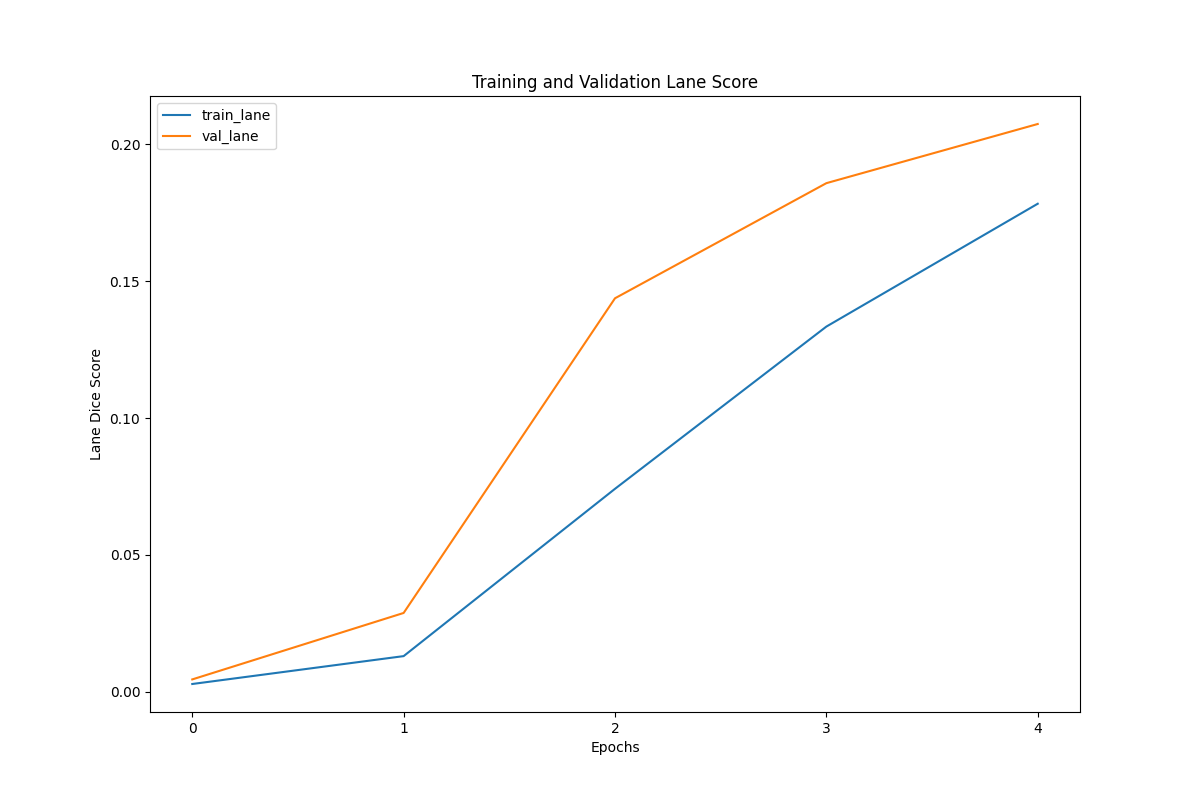 Training and Validation Lane Score
train_lane
val_lane
0.20
0.15
0.10
0.05
0.00
Lane Dice Score
0 1 2 3 4
Epochs